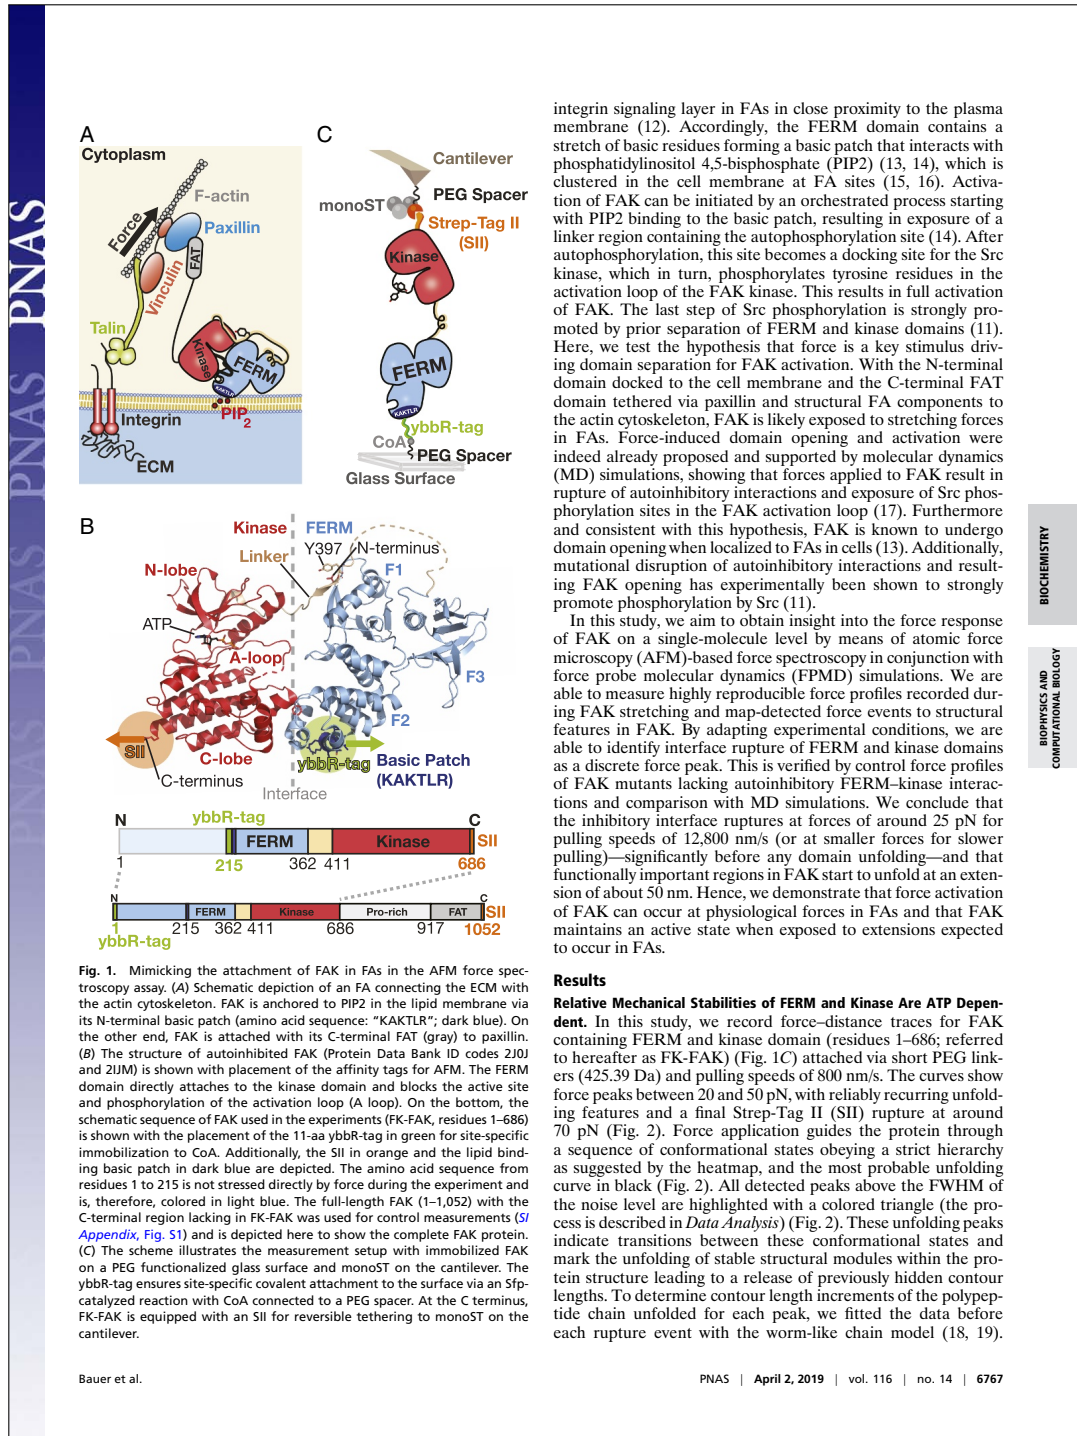 PNAS PNAS PNAS PNAS
A
Cytoplasm
F-actin
Force
Paxillin
FAT
Vinculin
Talin
Kinase
FERM
KAKTLR
PIP2
Integrin
ECM
C
Cantilever
PEG Spacer
monoST
Strep-Tag II
(SII)
Kinase
FERM
KAKTLR
ybbR-tag
CoA
PEG Spacer
Glass Surface
B
Kinase FERM
Y397 N-terminus
Linker
N-lobe
F1
ATP
A-loop
F3
F2
SII
C-lobe
ybbR-tag
Basic Patch
(KAKTLR)
C-terminus
Interface
N ybbR-tag C
FERM Kinase SII
1 215 362 411 686
N C
FERM Kinase Pro-rich FAT SII
1 215 362 411 686 917 1052
ybbR-tag
Fig. 1. Mimicking the attachment of FAK in FAs in the AFM force spec-
troscopy assay. (A) Schematic depiction of an FA connecting the ECM with
the actin cytoskeleton. FAK is anchored to PIP2 in the lipid membrane via
its N-terminal basic patch (amino acid sequence: “KAKTLR”; dark blue). On
the other end, FAK is attached with its C-terminal FAT (gray) to paxillin.
(B) The structure of autoinhibited FAK (Protein Data Bank ID codes 2J0J
and 2IJM) is shown with placement of the affinity tags for AFM. The FERM
domain directly attaches to the kinase domain and blocks the active site
and phosphorylation of the activation loop (A loop). On the bottom, the
schematic sequence of FAK used in the experiments (FK-FAK, residues 1–686)
is shown with the placement of the 11-aa ybbR-tag in green for site-specific
immobilization to CoA. Additionally, the SII in orange and the lipid bind-
ing basic patch in dark blue are depicted. The amino acid sequence from
residues 1 to 215 is not stressed directly by force during the experiment and
is, therefore, colored in light blue. The full-length FAK (1–1,052) with the
C-terminal region lacking in FK-FAK was used for control measurements (SI
Appendix, Fig. S1) and is depicted here to show the complete FAK protein.
(C) The scheme illustrates the measurement setup with immobilized FAK
on a PEG functionalized glass surface and monoST on the cantilever. The
ybbR-tag ensures site-specific covalent attachment to the surface via an Sfp-
catalyzed reaction with CoA connected to a PEG spacer. At the C terminus,
FK-FAK is equipped with an SII for reversible tethering to monoST on the
cantilever.
integrin signaling layer in FAs in close proximity to the plasma
membrane (12). Accordingly, the FERM domain contains a
stretch of basic residues forming a basic patch that interacts with
phosphatidylinositol 4,5-bisphosphate (PIP2) (13, 14), which is
clustered in the cell membrane at FA sites (15, 16). Activa-
tion of FAK can be initiated by an orchestrated process starting
with PIP2 binding to the basic patch, resulting in exposure of a
linker region containing the autophosphorylation site (14). After
autophosphorylation, this site becomes a docking site for the Src
kinase, which in turn, phosphorylates tyrosine residues in the
activation loop of the FAK kinase. This results in full activation
of FAK. The last step of Src phosphorylation is strongly pro-
moted by prior separation of FERM and kinase domains (11).
Here, we test the hypothesis that force is a key stimulus driv-
ing domain separation for FAK activation. With the N-terminal
domain docked to the cell membrane and the C-terminal FAT
domain tethered via paxillin and structural FA components to
the actin cytoskeleton, FAK is likely exposed to stretching forces
in FAs. Force-induced domain opening and activation were
indeed already proposed and supported by molecular dynamics
(MD) simulations, showing that forces applied to FAK result in
rupture of autoinhibitory interactions and exposure of Src phos-
phorylation sites in the FAK activation loop (17). Furthermore
and consistent with this hypothesis, FAK is known to undergo
domain opening when localized to FAs in cells (13). Additionally,
mutational disruption of autoinhibitory interactions and result-
ing FAK opening has experimentally been shown to strongly
promote phosphorylation by Src (11).
In this study, we aim to obtain insight into the force response
of FAK on a single-molecule level by means of atomic force
microscopy (AFM)-based force spectroscopy in conjunction with
force probe molecular dynamics (FPMD) simulations. We are
able to measure highly reproducible force profiles recorded dur-
ing FAK stretching and map-detected force events to structural
features in FAK. By adapting experimental conditions, we are
able to identify interface rupture of FERM and kinase domains
as a discrete force peak. This is verified by control force profiles
of FAK mutants lacking autoinhibitory FERM–kinase interac-
tions and comparison with MD simulations. We conclude that
the inhibitory interface ruptures at forces of around 25 pN for
pulling speeds of 12,800 nm/s (or at smaller forces for slower
pulling)—significantly before any domain unfolding—and that
functionally important regions in FAK start to unfold at an exten-
sion of about 50 nm. Hence, we demonstrate that force activation
of FAK can occur at physiological forces in FAs and that FAK
maintains an active state when exposed to extensions expected
to occur in FAs.
Results
Relative Mechanical Stabilities of FERM and Kinase Are ATP Depen-
dent. In this study, we record force–distance traces for FAK
containing FERM and kinase domain (residues 1–686; referred
to hereafter as FK-FAK) (Fig. 1C) attached via short PEG link-
ers (425.39 Da) and pulling speeds of 800 nm/s. The curves show
force peaks between 20 and 50 pN, with reliably recurring unfold-
ing features and a final Strep-Tag II (SII) rupture at around
70 pN (Fig. 2). Force application guides the protein through
a sequence of conformational states obeying a strict hierarchy
as suggested by the heatmap, and the most probable unfolding
curve in black (Fig. 2). All detected peaks above the FWHM of
the noise level are highlighted with a colored triangle (the pro-
cess is described in Data Analysis) (Fig. 2). These unfolding peaks
indicate transitions between these conformational states and
mark the unfolding of stable structural modules within the pro-
tein structure leading to a release of previously hidden contour
lengths. To determine contour length increments of the polypep-
tide chain unfolded for each peak, we fitted the data before
each rupture event with the worm-like chain model (18, 19).
BIOCHEMISTRY
BIOPHYSICS AND
COMPUTATIONAL BIOLOGY
Bauer et al.
PNAS | April 2, 2019 | vol. 116 | no. 14 | 6767